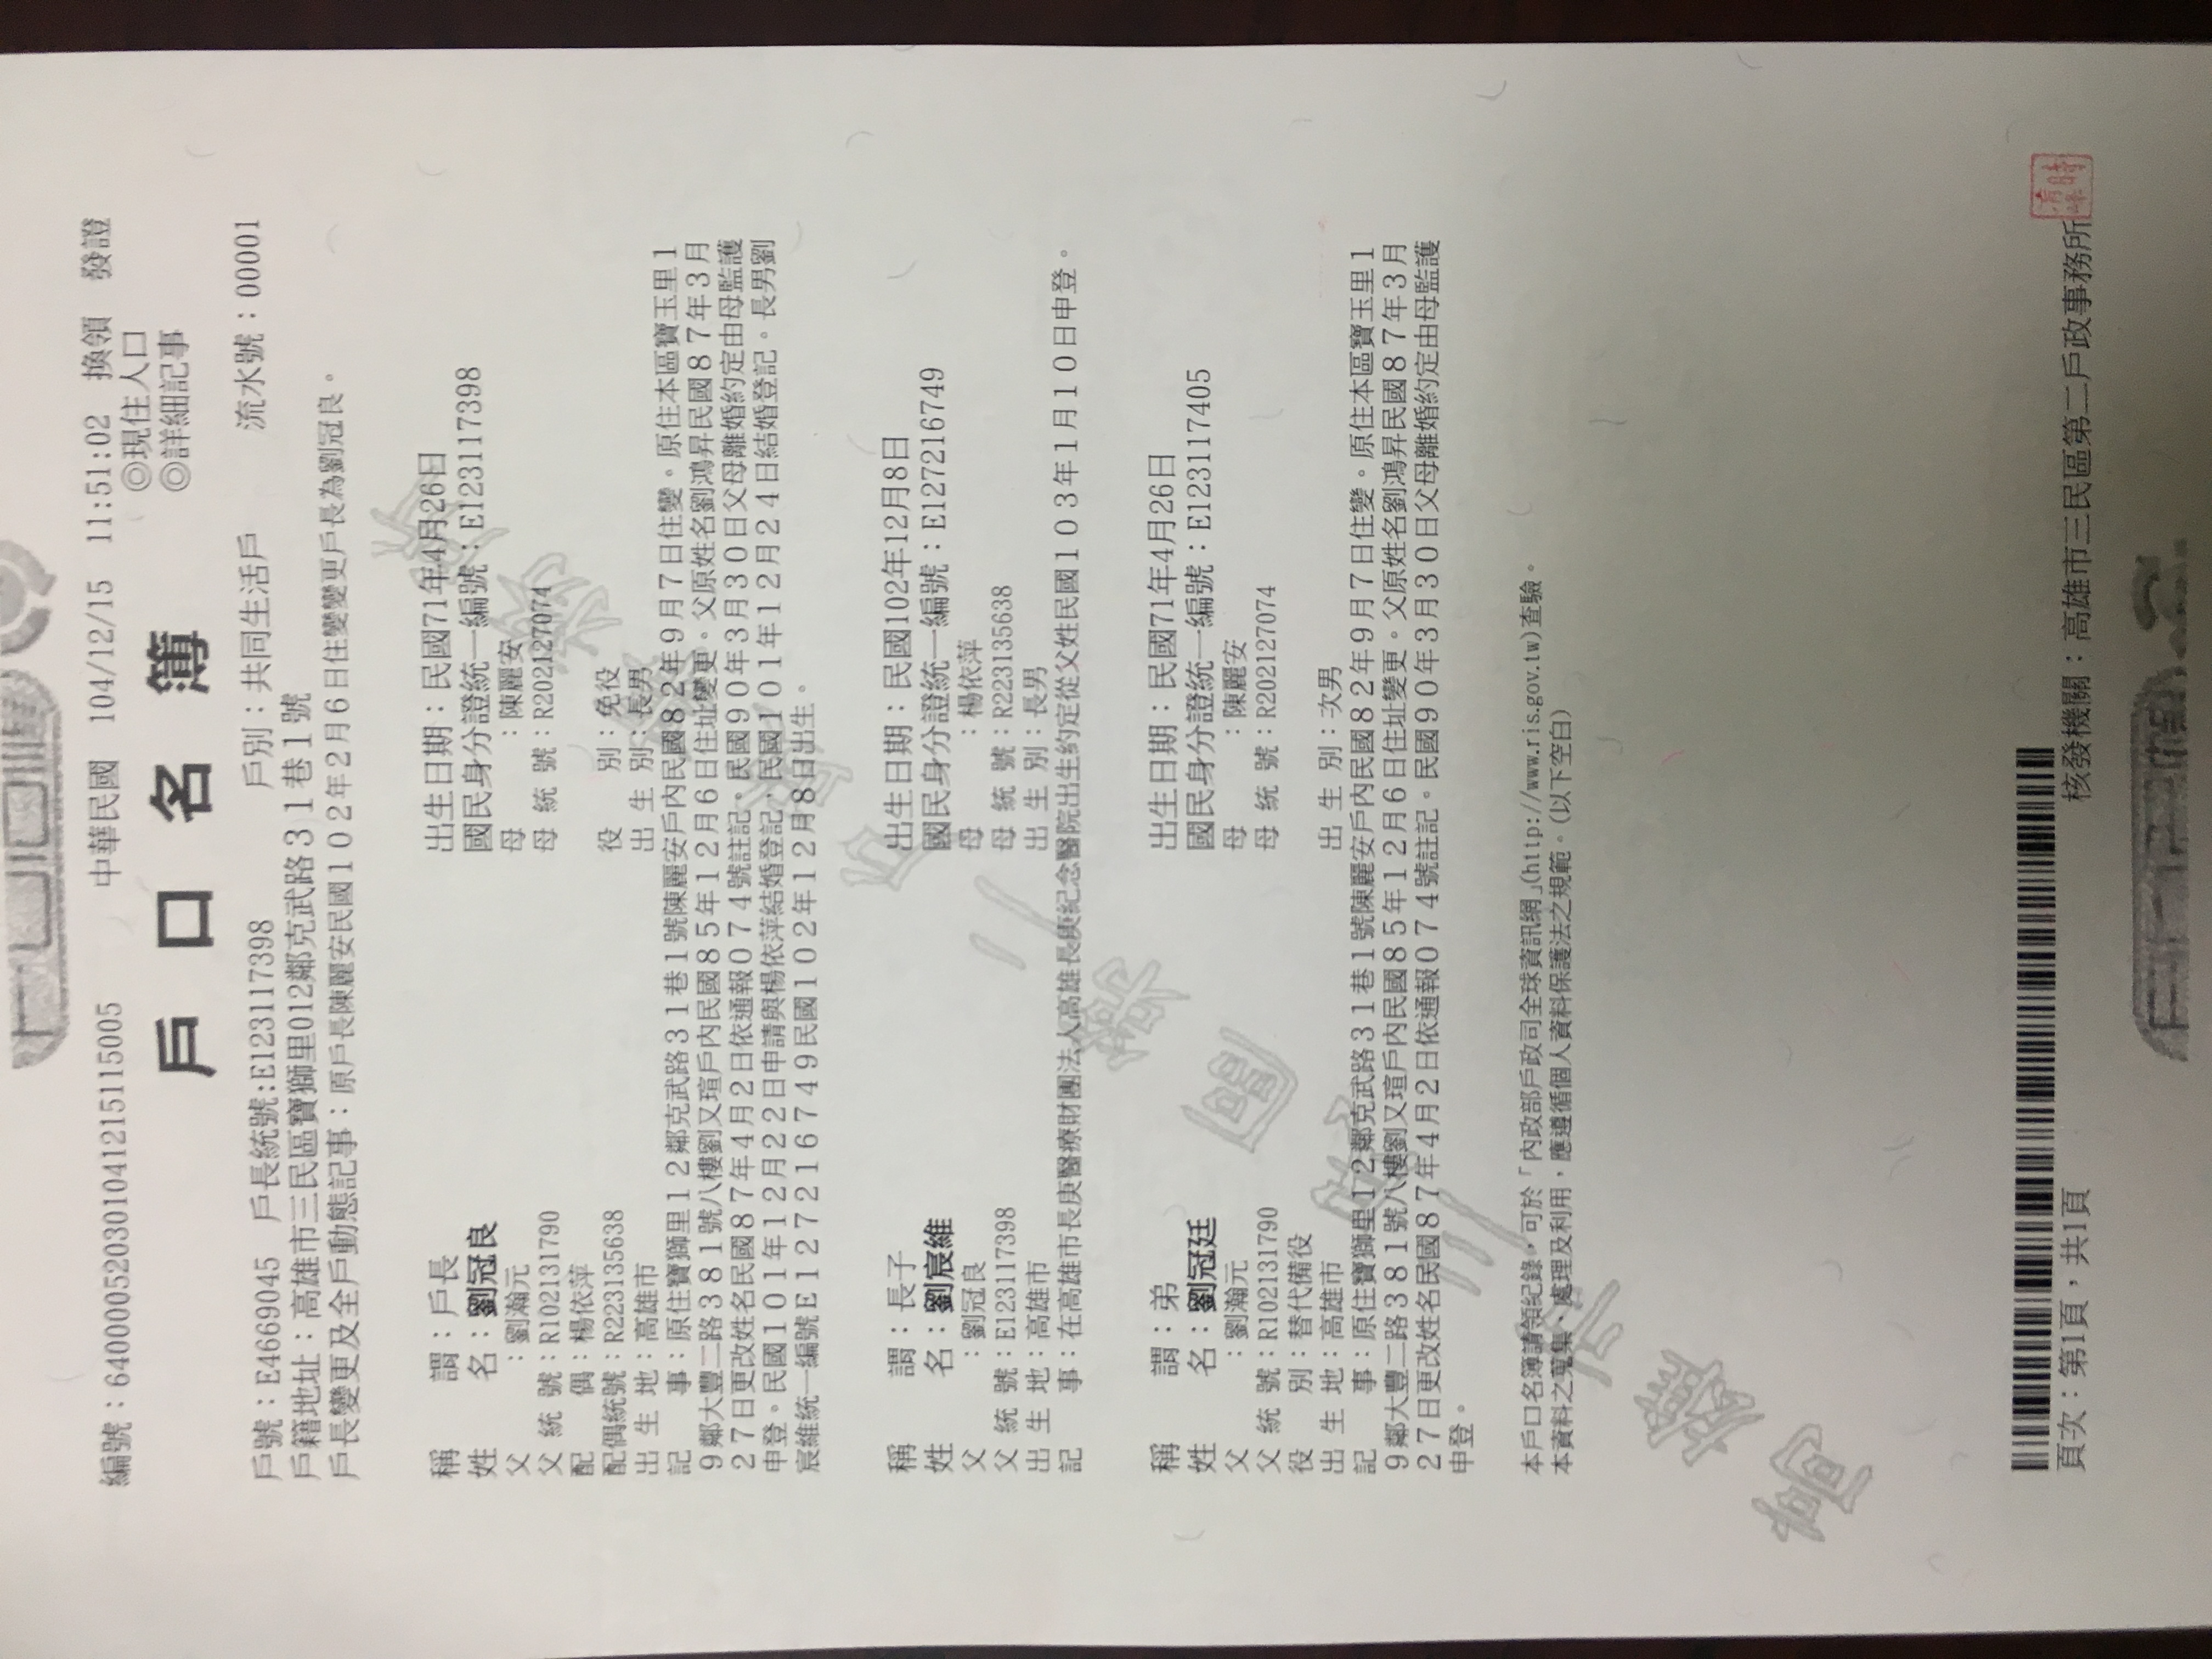 編號：640000520301041215115005 中華民國 104/12/15 11:51:02 換領 發證
◎現住人口
戶口名簿
◎詳細記事
戶號：E4669045 戶長統號:E123117398 戶別：共同生活戶 流水號：00001
戶籍地址：高雄市三民區寶獅里012鄰克武路３１巷１號
戶長變更及全戶動態記事：原戶長陳麗安民國１０２年２月６日住變變更戶長為劉冠良。
稱謂：戶長 出生日期：民國71年4月26日
姓名：劉冠良 國民身分證統一編號：E123117398
父：劉瀚元 母：陳麗安
父統號：R102131790 母統號：R202127074
配偶：楊依萍
配偶統號：R223135638 役別：免役
出生地：高雄市 出生別：長男
記事：原住寶獅里１２鄰克武路３１巷１號陳麗安戶內民國８２年９月７日住變。原住本區寶玉里１
９鄰大豐二路３８１號八樓劉又瑄戶內民國８５年１２月６日住址變更。父原姓名劉鴻昇民國８７年３月
２７日更改姓名民國８７年４月２日依通報０７４號註記。民國９０年３月３０日父母離婚約定由母監護
申登。民國１０１年１２月２２日申請與楊依萍結婚登記，民國１０１年１２月２４日結婚登記。長男劉
宸維統一編號Ｅ１２７２１６７４９民國１０２年１２月８日出生。
稱謂：長子 出生日期：民國102年12月8日
姓名：劉宸維 國民身分證統一編號：E127216749
父：劉冠良 母：楊依萍
父統號：E123117398 母統號：R223135638
出生地：高雄市 出生別：長男
記事：在高雄市長庚醫療財團法人高雄長庚紀念醫院出生約定從父姓民國１０３年１月１０日申登。
稱謂：弟 出生日期：民國71年4月26日
姓名：劉冠廷 國民身分證統一編號：E123117405
父：劉瀚元 母：陳麗安
父統號：R102131790 母統號：R202127074
役別：替代備役
出生地：高雄市 出生別：次男
記事：原住寶獅里１２鄰克武路３１巷１號陳麗安戶內民國８２年９月７日住變。原住本區寶玉里１
９鄰大豐二路３８１號八樓劉又瑄戶內民國８５年１２月６日住址變更。父原姓名劉鴻昇民國８７年３月
２７日更改姓名民國８７年４月２日依通報０７４號註記。民國９０年３月３０日父母離婚約定由母監護
申登。
本戶口名簿請領紀錄，可於「內政部戶政司全球資訊網」(http://www.ris.gov.tw)查驗。
本資料之蒐集、處理及利用，應遵循個人資料保護法之規範。(以下空白)
高雄市三民區第二戶政事務所
頁次：第1頁，共1頁 核發機關：高雄市三民區第二戶政事務所